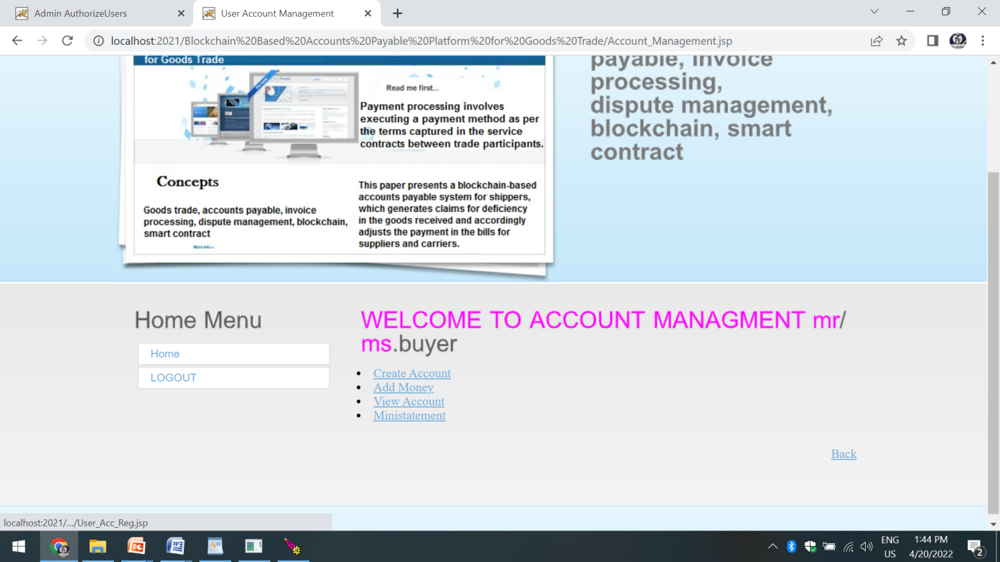 Admin AuthorizeUsers
User Account Management
localhost:2021/Blockchain%20Based%20Accounts%20Payable%20Platform%20for%20Goods%20Trade/Account_Management.jsp
for Goods Trade
Read me first...
Payment processing involves
executing a payment method as per
the terms captured in the service
contracts between trade participants.
Concepts
Goods trade, accounts payable, invoice
processing, dispute management, blockchain,
smart contract
More info »
This paper presents a blockchain-based
accounts payable system for shippers,
which generates claims for deficiency
in the goods received and accordingly
adjusts the payment in the bills for
suppliers and carriers.
payable, invoice
processing,
dispute management,
blockchain, smart
contract
Home Menu
Home
LOGOUT
WELCOME TO ACCOUNT MANAGMENT mr/
ms.buyer
Create Account
Add Money
View Account
Ministatement
Back
localhost:2021/.../User_Acc_Reg.jsp
ENG
US
1:44 PM
4/20/2022
2